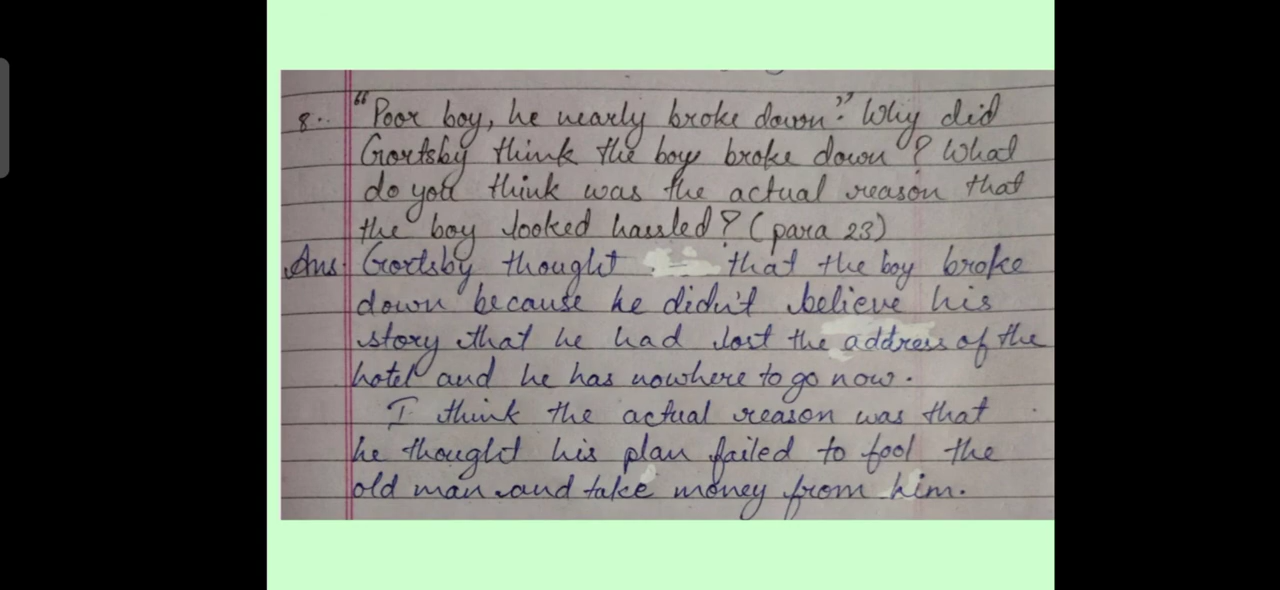 8.. "Poor boy, he nearly broke down". Why did
Gortsby think the boy broke down? What
do you think was the actual reason that
the boy looked hassled? (para 23)
Ans. Gortsby thought that the boy broke
down because he didn't believe his
story that he had lost the address of the
hotel and he has nowhere to go now.
I think the actual reason was that
he thought his plan failed to fool the
old man and take money from him.